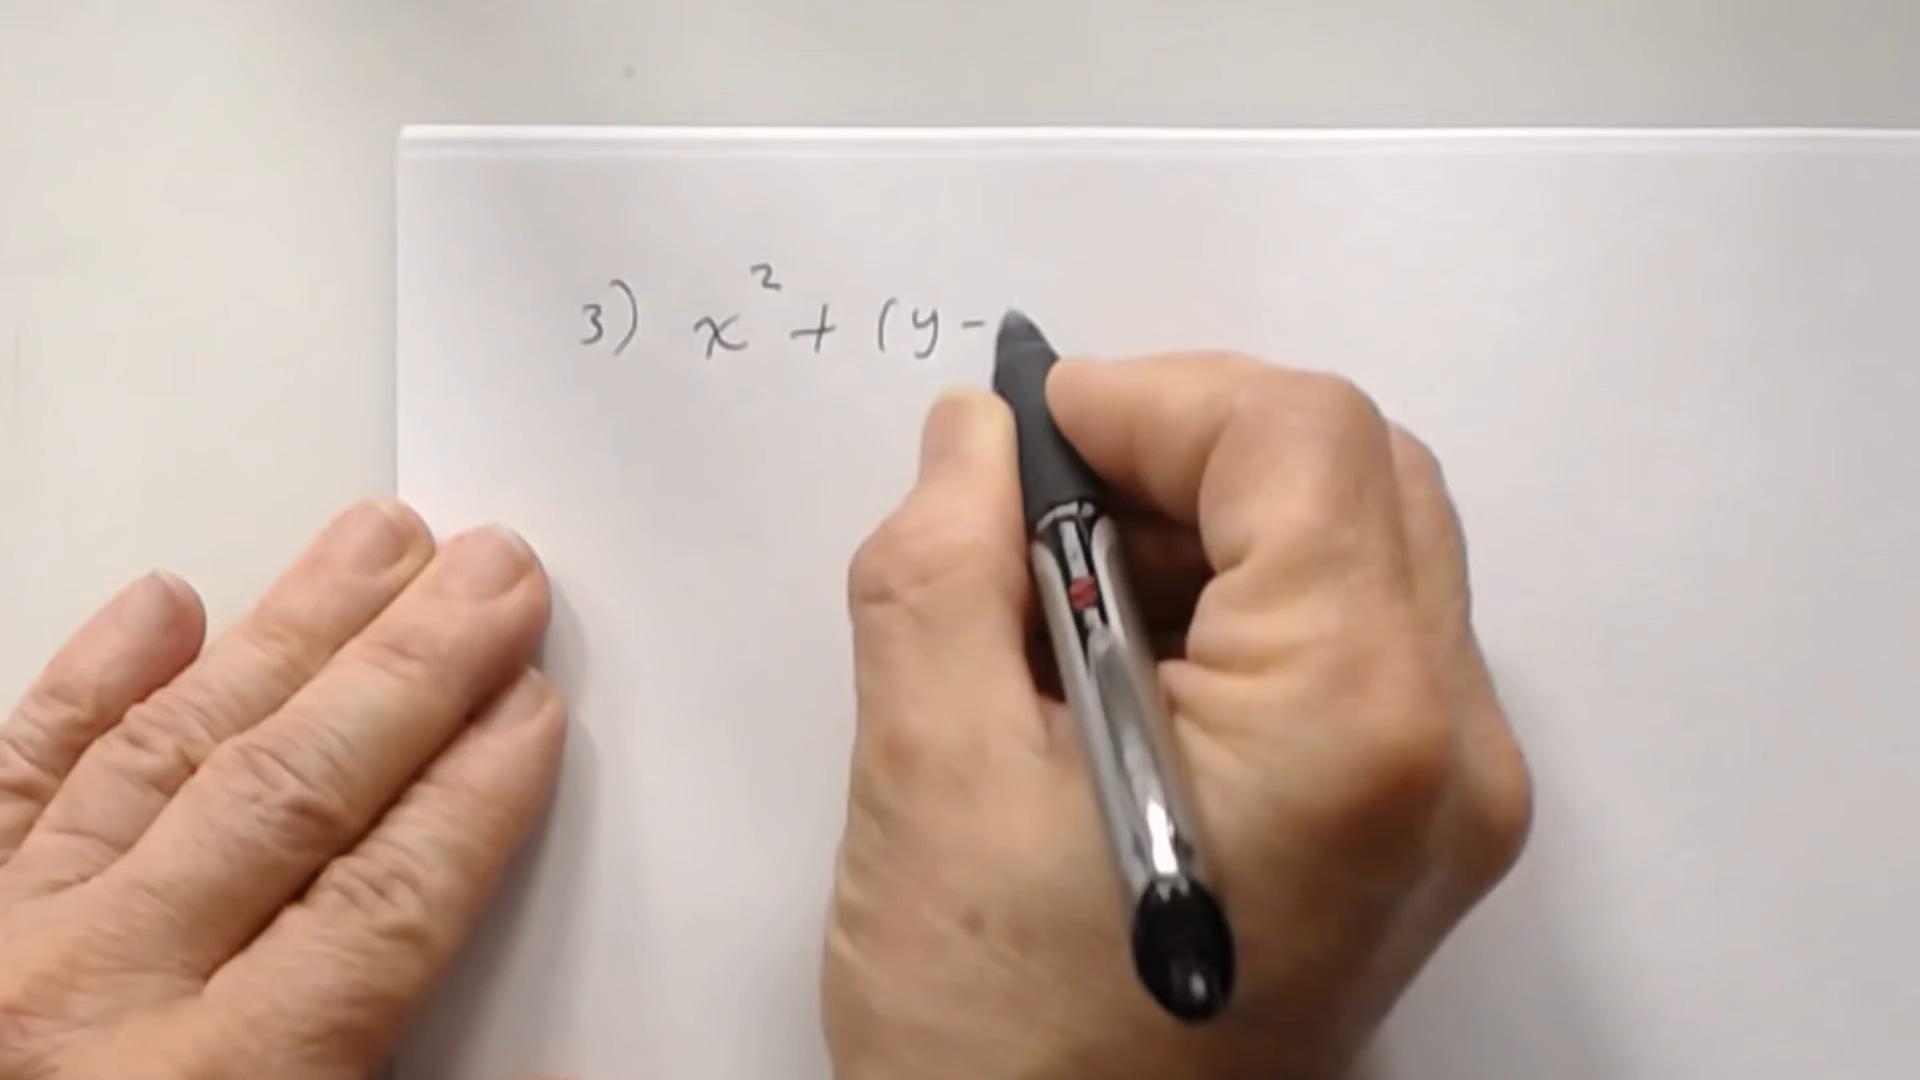 3) x² + (y -